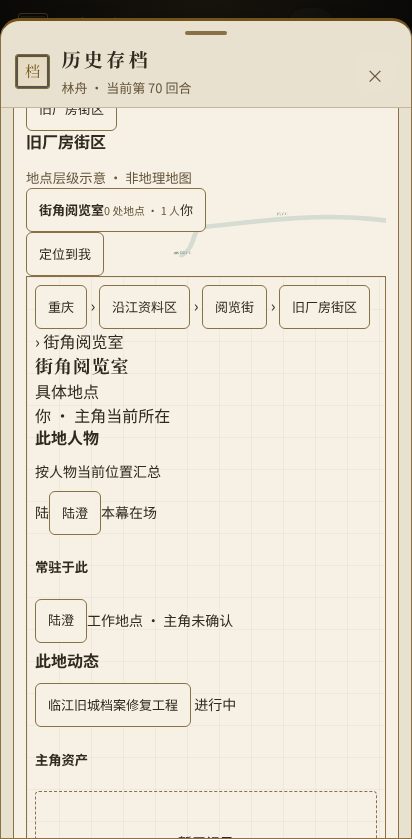 档
历史存档
林舟 · 当前第 70 回合
旧厂房街区
旧厂房街区
地点层级示意 · 非地理地图
街角阅览室0 处地点 · 1 人你
定位到我
重庆 › 沿江资料区 › 阅览街 › 旧厂房街区
› 街角阅览室
街角阅览室
具体地点
你 · 主角当前所在
此地人物
按人物当前位置汇总
陆 陆澄 本幕在场
常驻于此
陆澄 工作地点 · 主角未确认
此地动态
临江旧城档案修复工程 进行中
主角资产